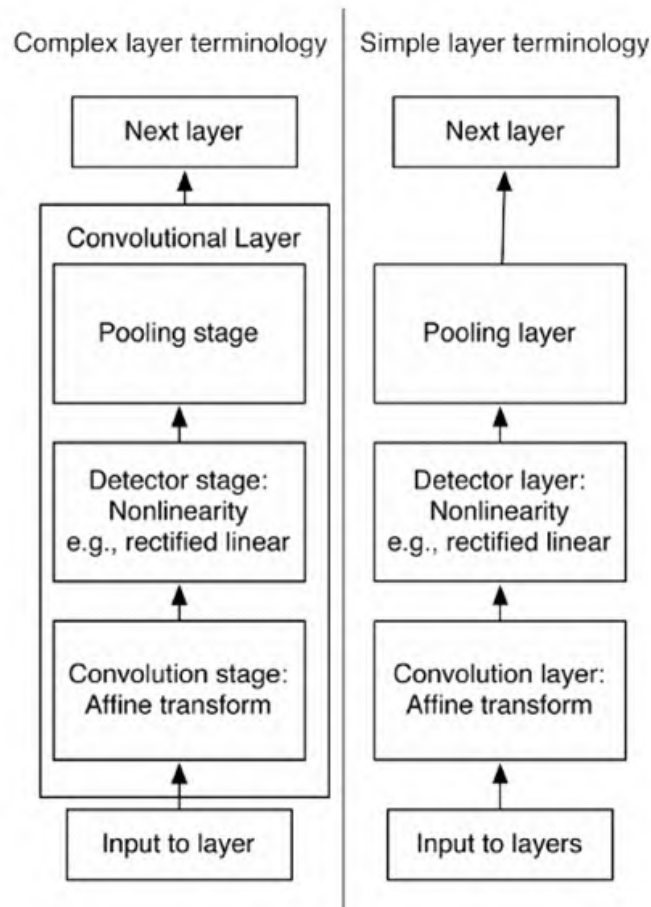 Complex layer terminology
Next layer
Convolutional Layer
Pooling stage
Detector stage:
Nonlinearity
e.g., rectified linear
Convolution stage:
Affine transform
Input to layer
Simple layer terminology
Next layer
Pooling layer
Detector layer:
Nonlinearity
e.g., rectified linear
Convolution layer:
Affine transform
Input to layers